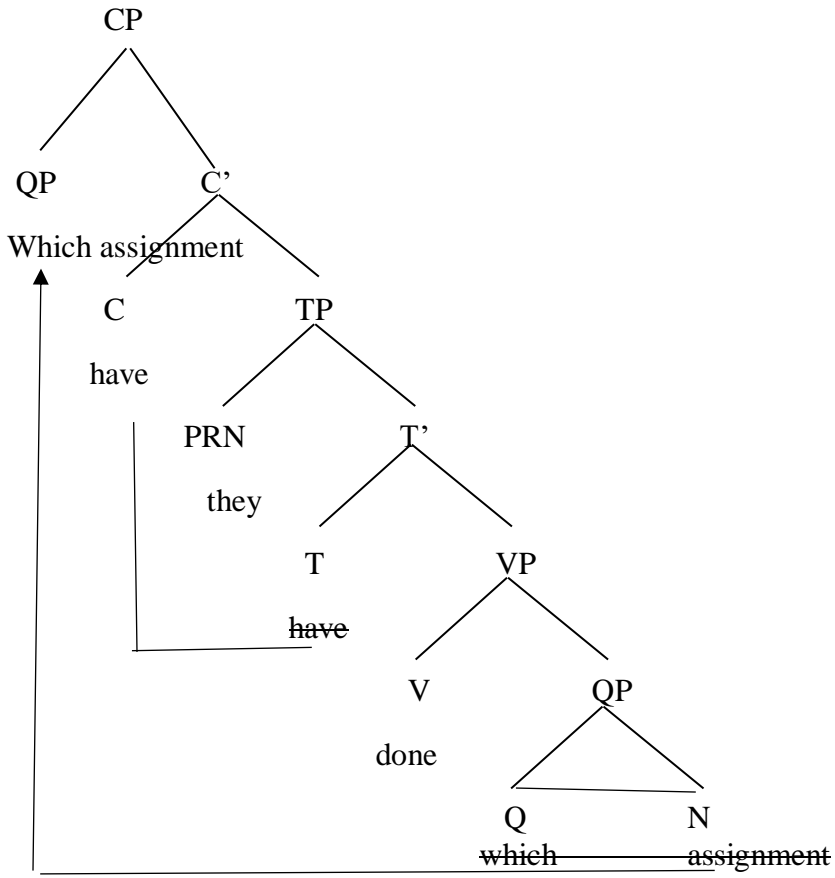 CP
QP C’
Which assignment
C TP
have
PRN T’
they
T VP
have
V QP
done
Q N
which assignment